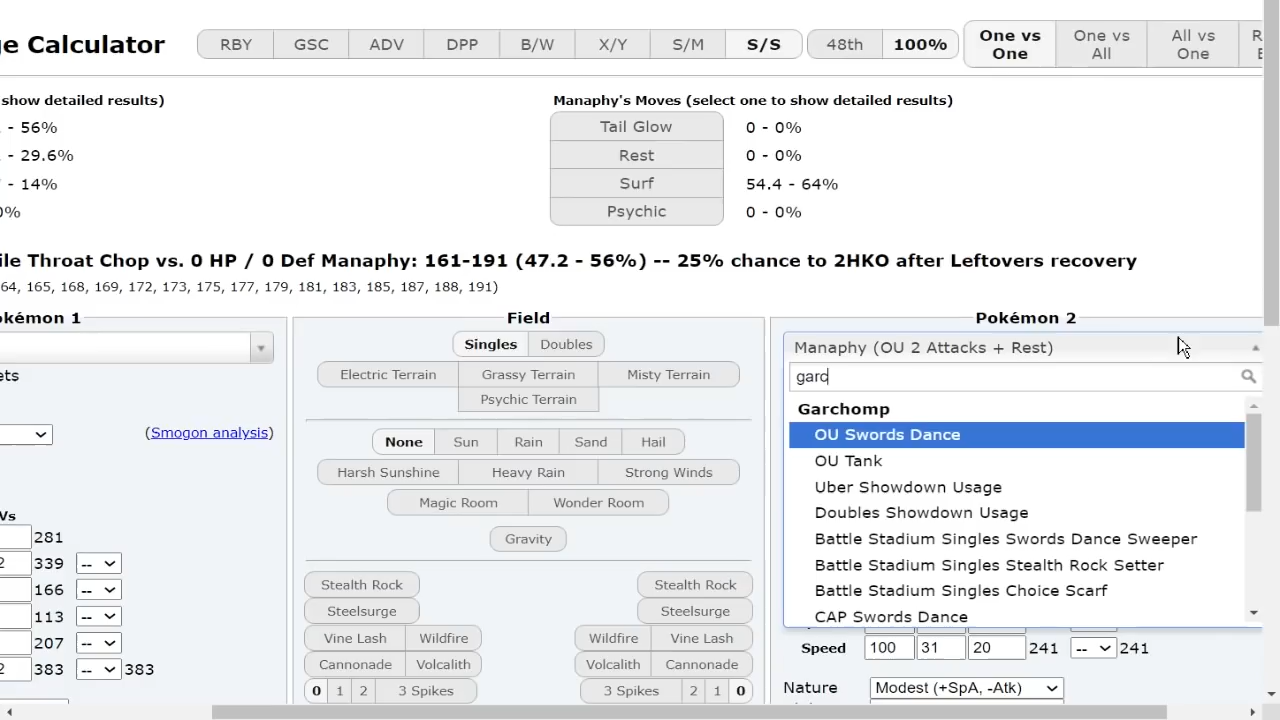 ge Calculator
RBY GSC ADV DPP B/W X/Y S/M S/S 48th 100% One vs One One vs All All vs One
show detailed results)
- 56%
- 29.6%
- 14%
0%
Manaphy's Moves (select one to show detailed results)
Tail Glow 0 - 0%
Rest 0 - 0%
Surf 54.4 - 64%
Psychic 0 - 0%
ile Throat Chop vs. 0 HP / 0 Def Manaphy: 161-191 (47.2 - 56%) -- 25% chance to 2HKO after Leftovers recovery
64, 165, 168, 169, 172, 173, 175, 177, 179, 181, 183, 185, 187, 188, 191)
okémon 1
ets
(Smogon analysis)
Vs
281
2 339 --
166 --
113 --
207 --
2 383 -- 383
Field
Singles Doubles
Electric Terrain Grassy Terrain Misty Terrain
Psychic Terrain
None Sun Rain Sand Hail
Harsh Sunshine Heavy Rain Strong Winds
Magic Room Wonder Room
Gravity
Stealth Rock Stealth Rock
Steelsurge Steelsurge
Vine Lash Wildfire Wildfire Vine Lash
Cannonade Volcalith Volcalith Cannonade
0 1 2 3 Spikes 3 Spikes 2 1 0
Pokémon 2
Manaphy (OU 2 Attacks + Rest)
garc
Garchomp
OU Swords Dance
OU Tank
Uber Showdown Usage
Doubles Showdown Usage
Battle Stadium Singles Swords Dance Sweeper
Battle Stadium Singles Stealth Rock Setter
Battle Stadium Singles Choice Scarf
CAP Swords Dance
Speed 100 31 20 241 -- 241
Nature Modest (+SpA, -Atk)